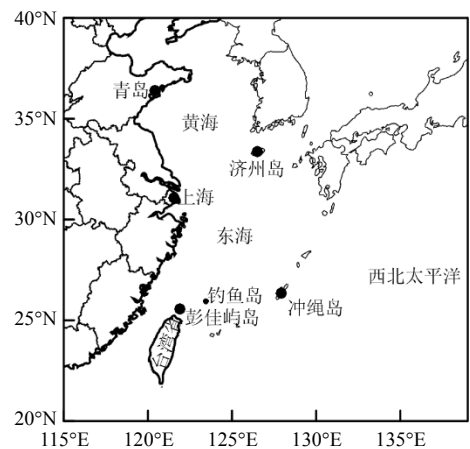 40°N
青岛
35°N
黄海
济州岛
上海
30°N
东海
西北太平洋
钓鱼岛
冲绳岛
彭佳屿岛
25°N
台湾省
20°N
115°E
120°E
125°E
130°E
135°E